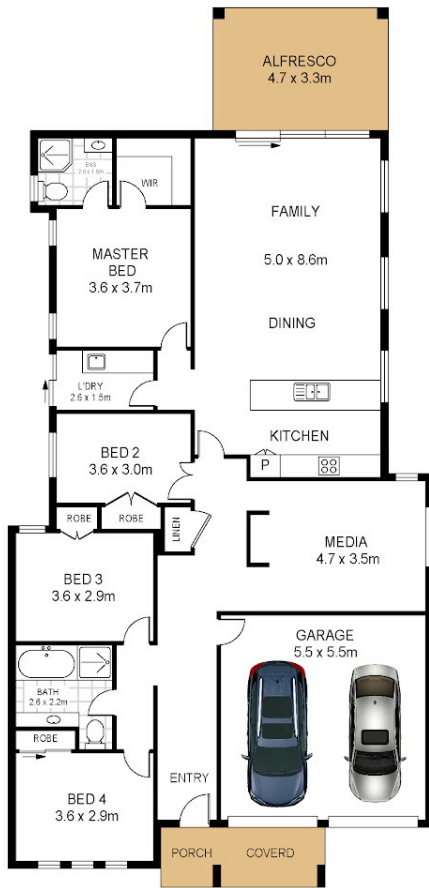 ALFRESCO
4.7 x 3.3m
ENS
2.6 x 1.8m
WIR
FAMILY
5.0 x 8.6m
DINING
MASTER
BED
3.6 x 3.7m
L'DRY
2.6 x 1.5m
KITCHEN
P
BED 2
3.6 x 3.0m
ROBE
ROBE
LINEN
MEDIA
4.7 x 3.5m
BED 3
3.6 x 2.9m
GARAGE
5.5 x 5.5m
BATH
2.6 x 2.2m
ROBE
ENTRY
BED 4
3.6 x 2.9m
PORCH
COVERD